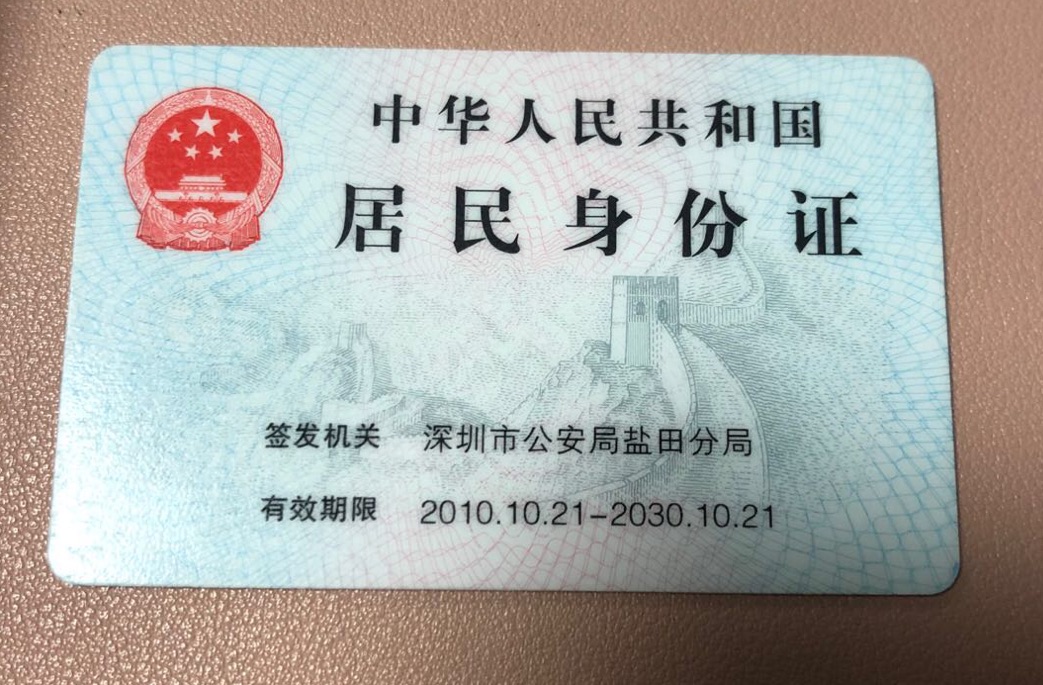 中华人民共和国
居民身份证
签发机关 深圳市公安局盐田分局
有效期限 2010.10.21-2030.10.21